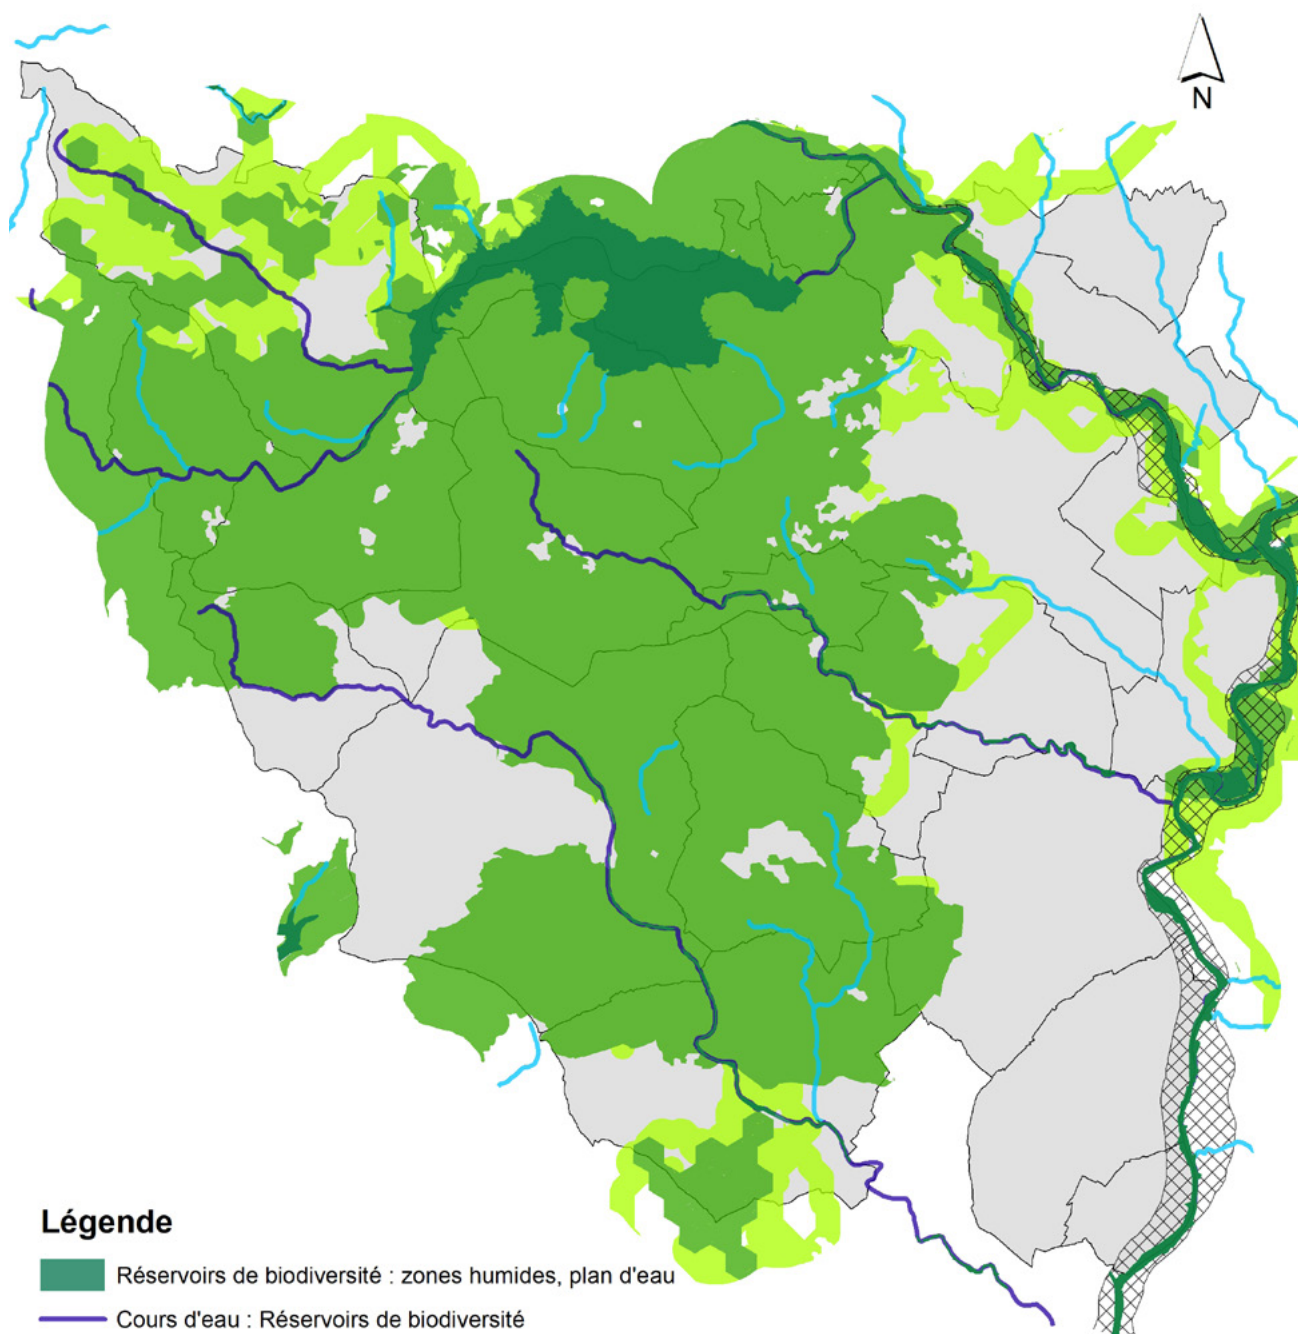 N
Légende
Réservoirs de biodiversité : zones humides, plan d'eau
Cours d'eau : Réservoirs de biodiversité